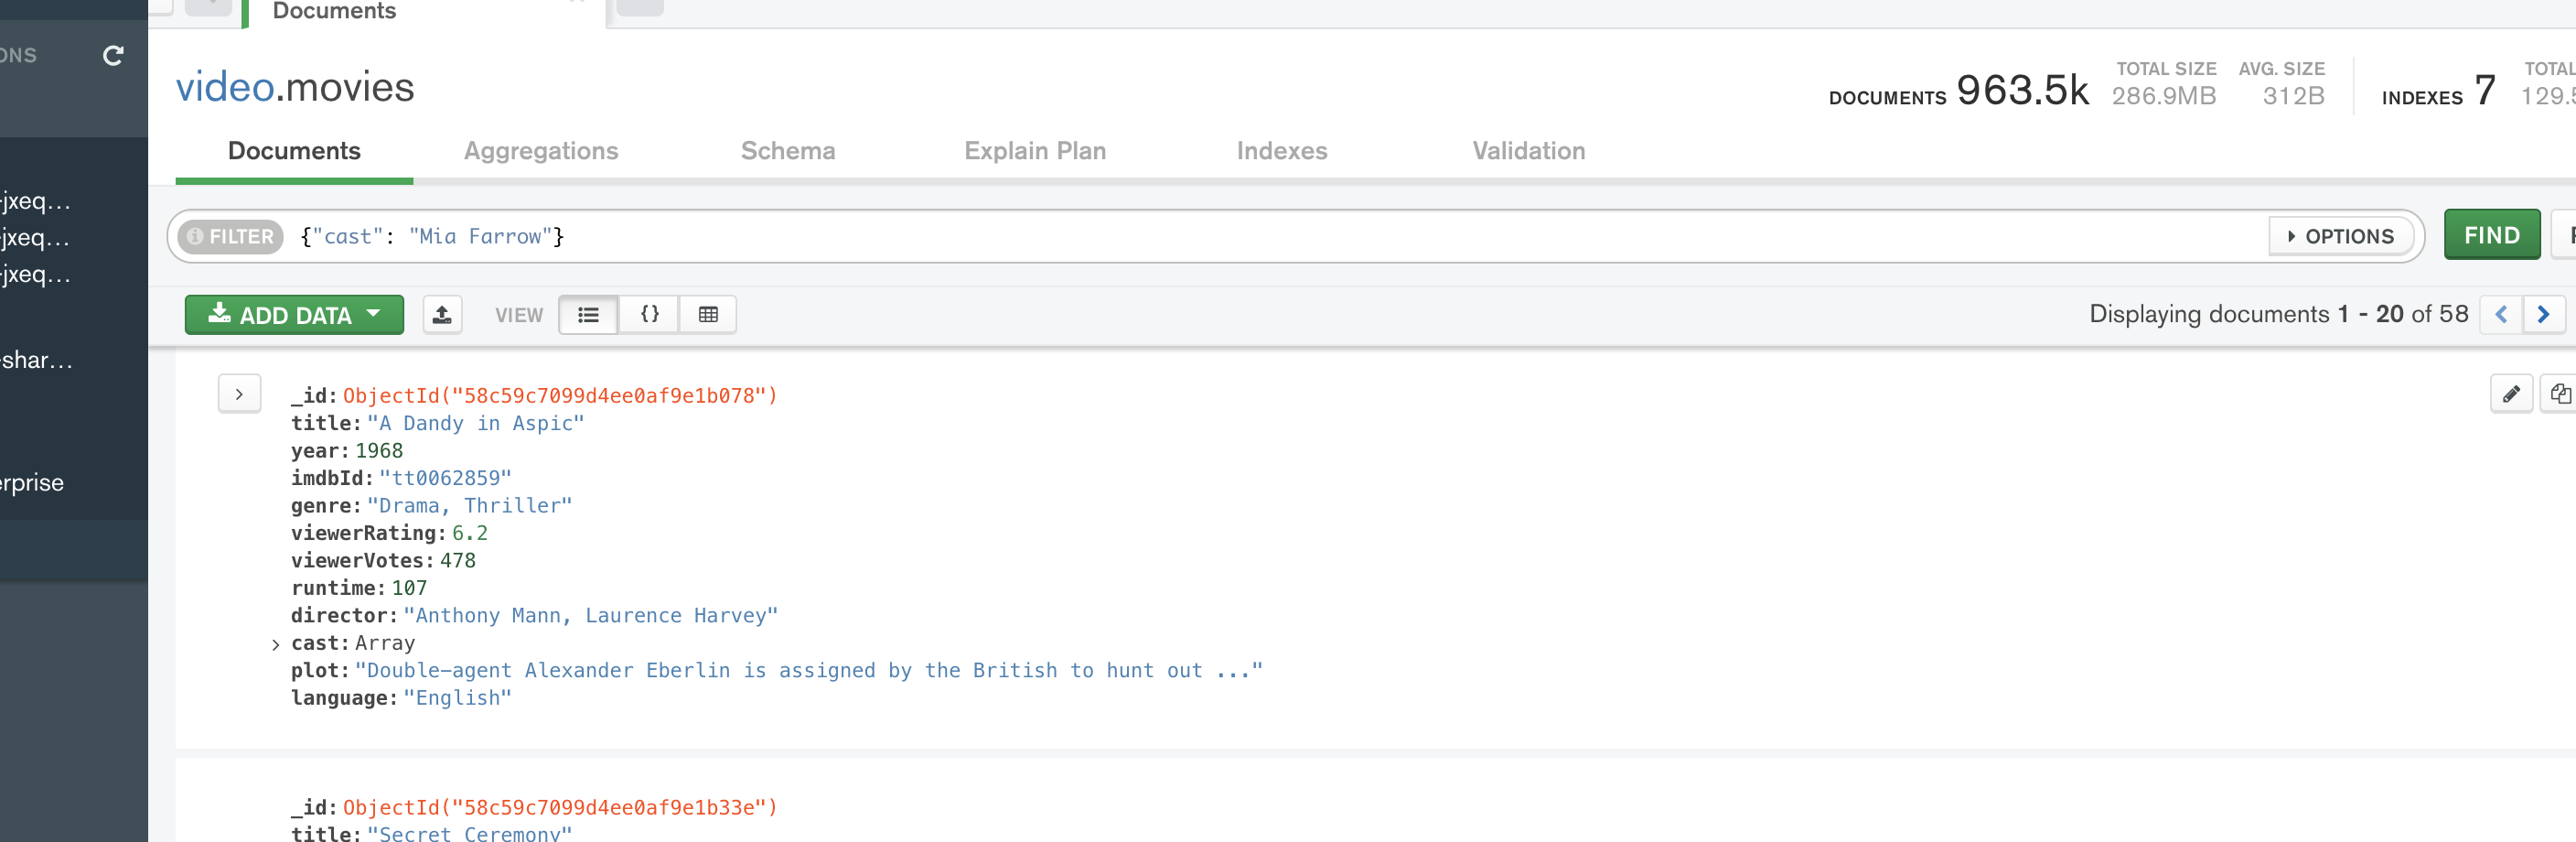 Documents
ONS
video.movies
DOCUMENTS 963.5k
TOTAL SIZE
286.9MB
AVG. SIZE
312B
INDEXES 7
TOTAL
129.5
Documents Aggregations Schema Explain Plan Indexes Validation
-jxeq...
-jxeq...
-jxeq...
-shar...
erprise
FILTER {"cast": "Mia Farrow"}
OPTIONS
FIND
ADD DATA
VIEW
{}
Displaying documents 1 - 20 of 58
_id: ObjectId("58c59c7099d4ee0af9e1b078")
title: "A Dandy in Aspic"
year: 1968
imdbId: "tt0062859"
genre: "Drama, Thriller"
viewerRating: 6.2
viewerVotes: 478
runtime: 107
director: "Anthony Mann, Laurence Harvey"
cast: Array
plot: "Double-agent Alexander Eberlin is assigned by the British to hunt out ..."
language: "English"
_id: ObjectId("58c59c7099d4ee0af9e1b33e")
title: "Secret Ceremony"